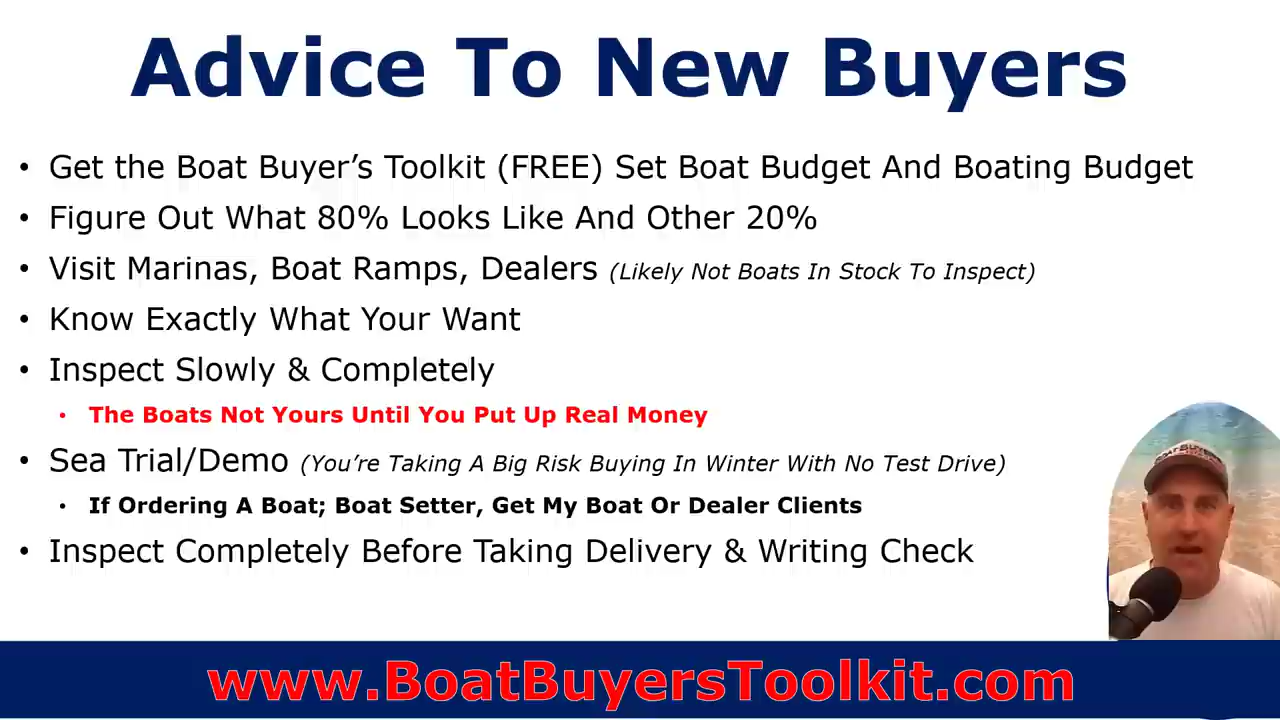 Advice To New Buyers
• Get the Boat Buyer’s Toolkit (FREE) Set Boat Budget And Boating Budget
• Figure Out What 80% Looks Like And Other 20%
• Visit Marinas, Boat Ramps, Dealers (Likely Not Boats In Stock To Inspect)
• Know Exactly What Your Want
• Inspect Slowly & Completely
• The Boats Not Yours Until You Put Up Real Money
• Sea Trial/Demo (You’re Taking A Big Risk Buying In Winter With No Test Drive)
• If Ordering A Boat; Boat Setter, Get My Boat Or Dealer Clients
• Inspect Completely Before Taking Delivery & Writing Check
www.BoatBuyersToolkit.com